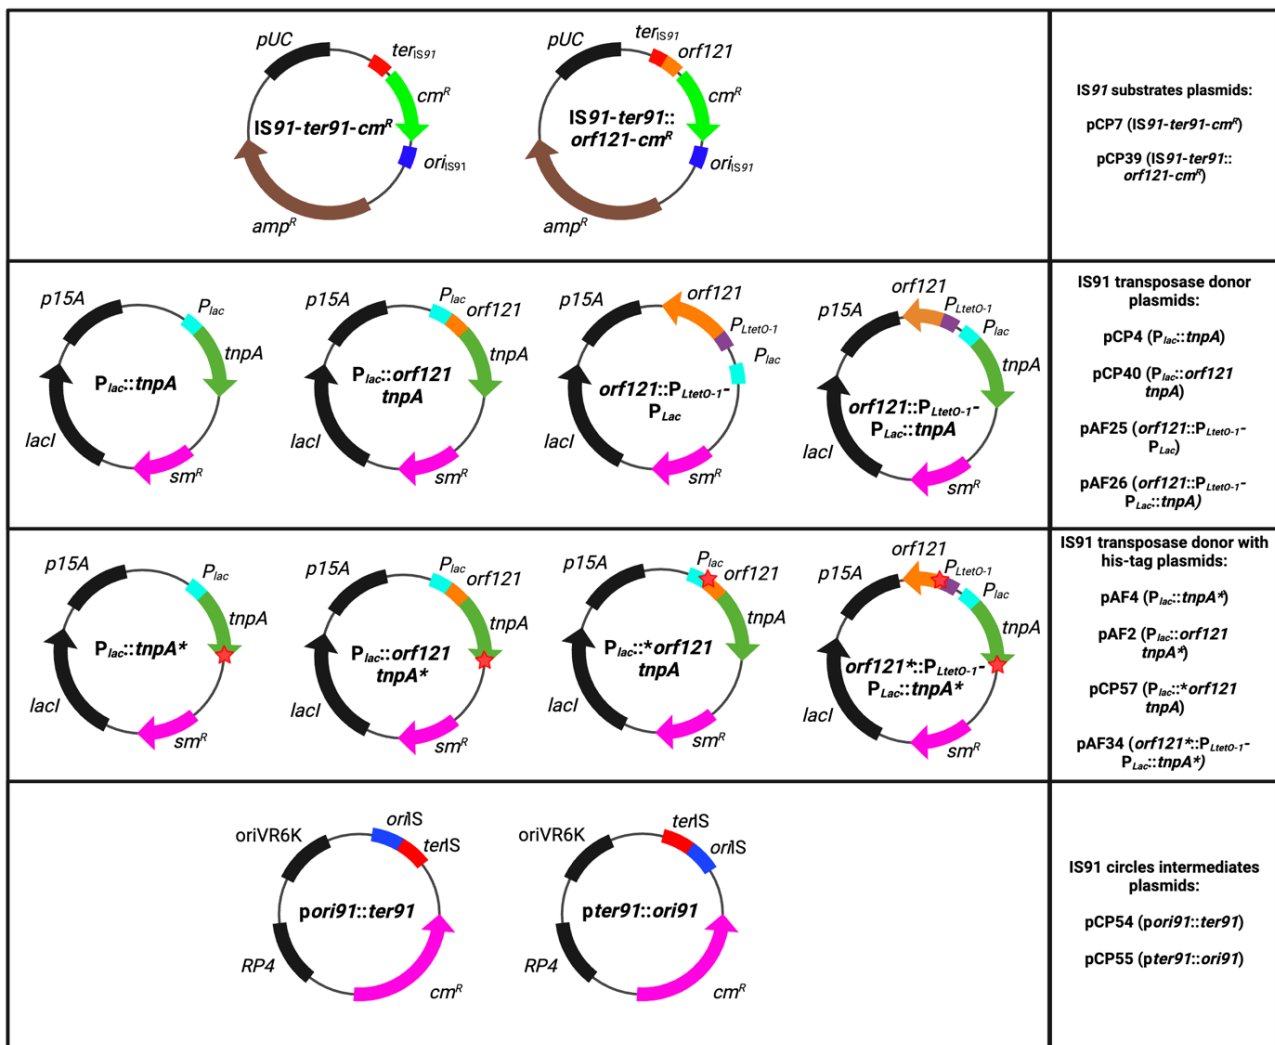 pUC
terIS91
cmR
IS91-ter91-cmR
oriIS91
ampR
pUC
terIS91
orf121
cmR
IS91-ter91::
orf121-cmR
oriIS91
ampR
IS91 substrates plasmids:
pCP7 (IS91-ter91-cmR)
pCP39 (IS91-ter91::
orf121-cmR)
p15A
Plac
tnpA
Plac::tnpA
lacI
smR
p15A
Plac
orf121
tnpA
Plac::orf121
tnpA
lacI
smR
p15A
orf121
PLtetO-1
Plac
orf121::PLtetO-1-
PLac
lacI
smR
orf121
p15A
PLtetO-1
Plac
tnpA
orf121::PLtetO-1-
PLac::tnpA
lacI
smR
IS91 transposase donor
plasmids:
pCP4 (Plac::tnpA)
pCP40 (Plac::orf121
tnpA)
pAF25 (orf121::PLtetO-1-
PLac)
pAF26 (orf121::PLtetO-1-
PLac::tnpA)
p15A
Plac
tnpA
Plac::tnpA*
lacI
smR
p15A
Plac
orf121
tnpA
Plac::orf121
tnpA*
lacI
smR
p15A
Plac
orf121
tnpA
Plac::*orf121
tnpA
lacI
smR
orf121
p15A
PLtetO-1
Plac
tnpA
orf121*::PLtetO-1-
PLac::tnpA*
lacI
smR
IS91 transposase donor with
his-tag plasmids:
pAF4 (Plac::tnpA*)
pAF2 (Plac::orf121
tnpA*)
pCP57 (Plac::*orf121
tnpA)
pAF34 (orf121*::PLtetO-1-
PLac::tnpA*)
oriVR6K
oriIS
terIS
pori91::ter91
RP4
cmR
oriVR6K
terIS
oriIS
pter91::ori91
RP4
cmR
IS91 circles intermediates
plasmids:
pCP54 (pori91::ter91)
pCP55 (pter91::ori91)